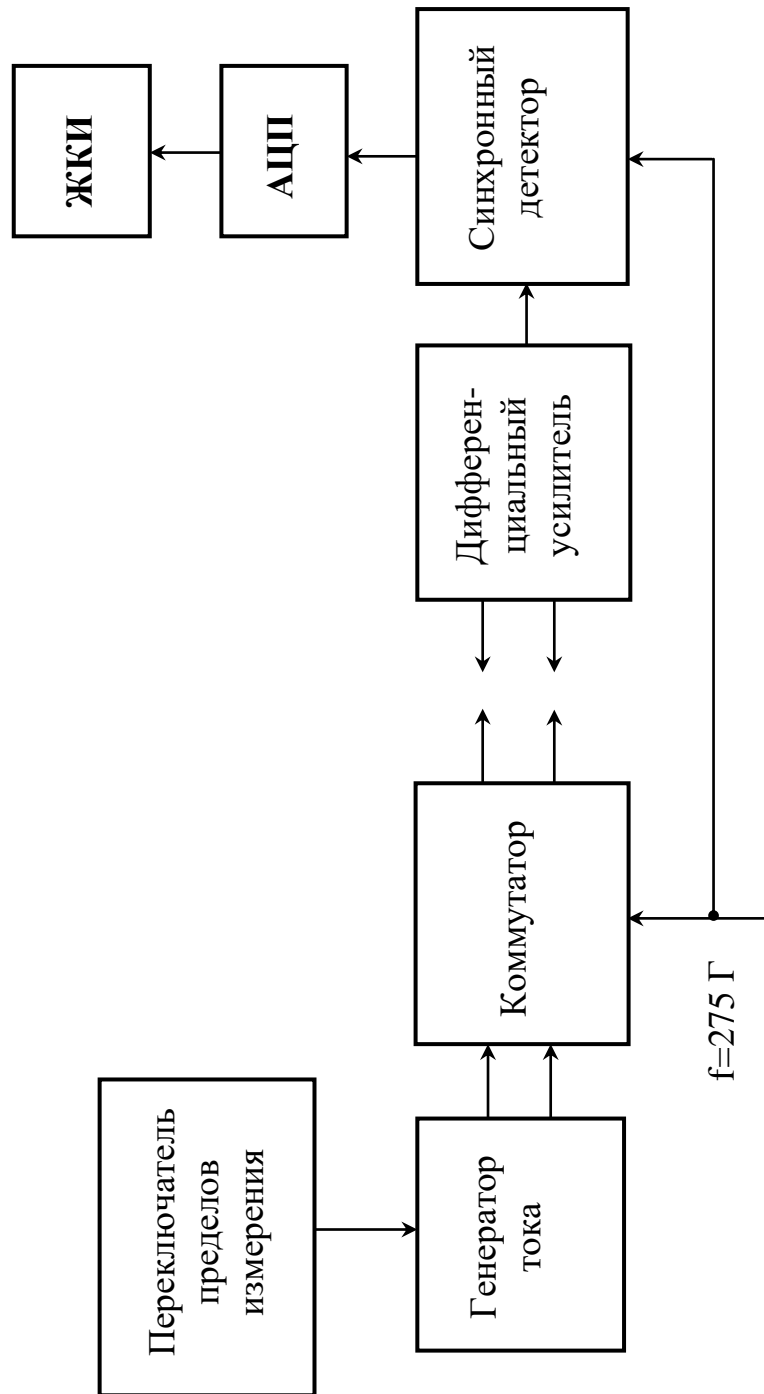 ЖКИ
АЦП
Синхронный
детектор
Дифферен-
циальный
усилитель
Коммутатор
f=275 Г
Переключатель
пределов
измерения
Генератор
тока